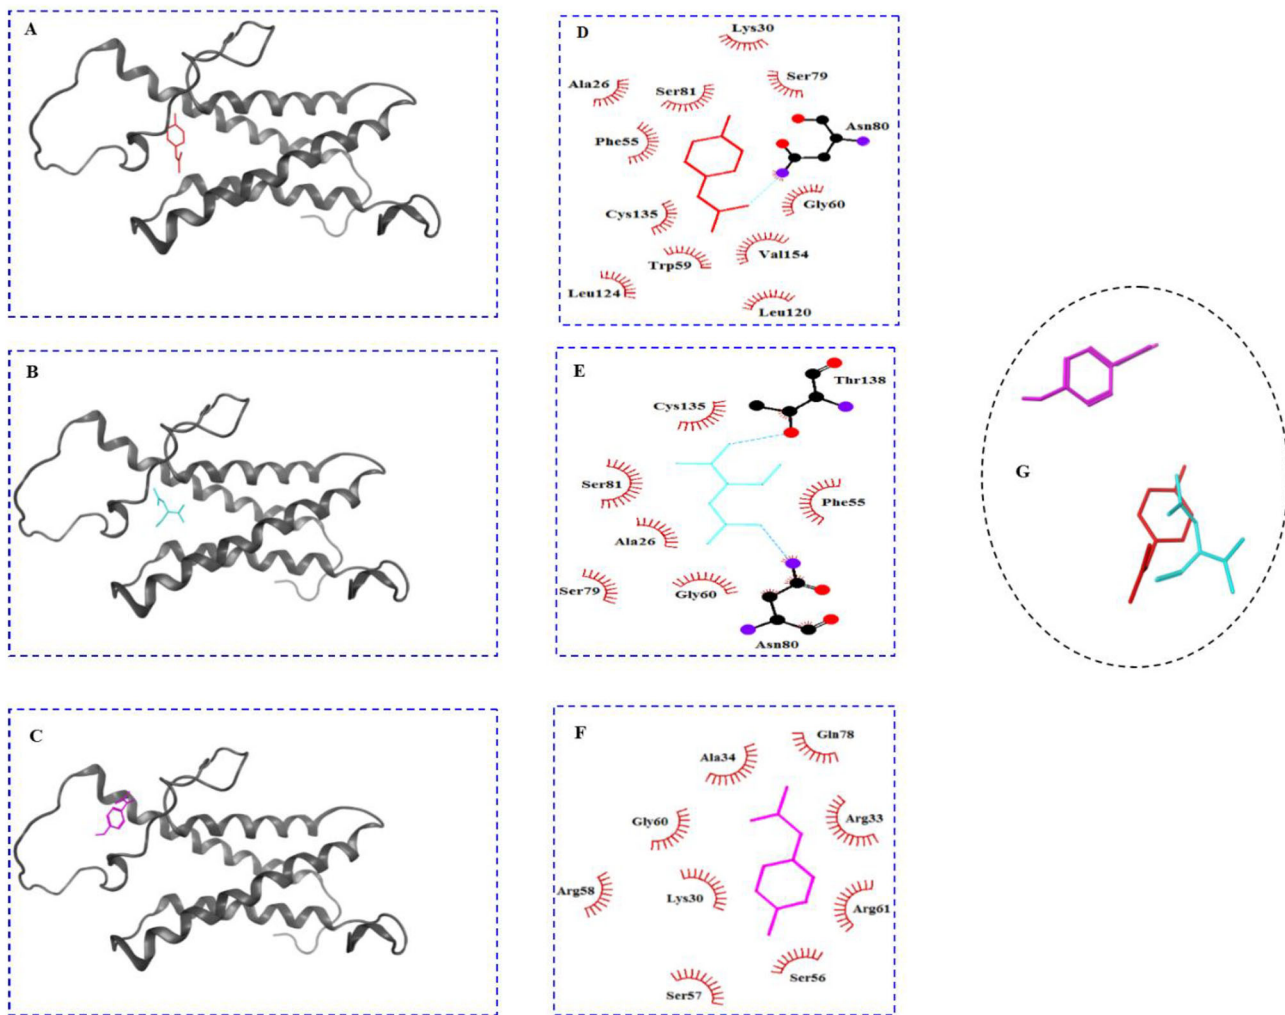 A
B
C
D
Lys30
Ser79
Ala26
Ser81
Asn80
Phe55
Gly60
Cys135
Val154
Trp59
Leu124
Leu120
E
Thr138
Cys135
Ser81
Phe55
Ala26
Ser79
Gly60
Asn80
F
Gln78
Ala34
Gly60
Arg33
Arg58
Lys30
Arg61
Ser56
Ser57
G